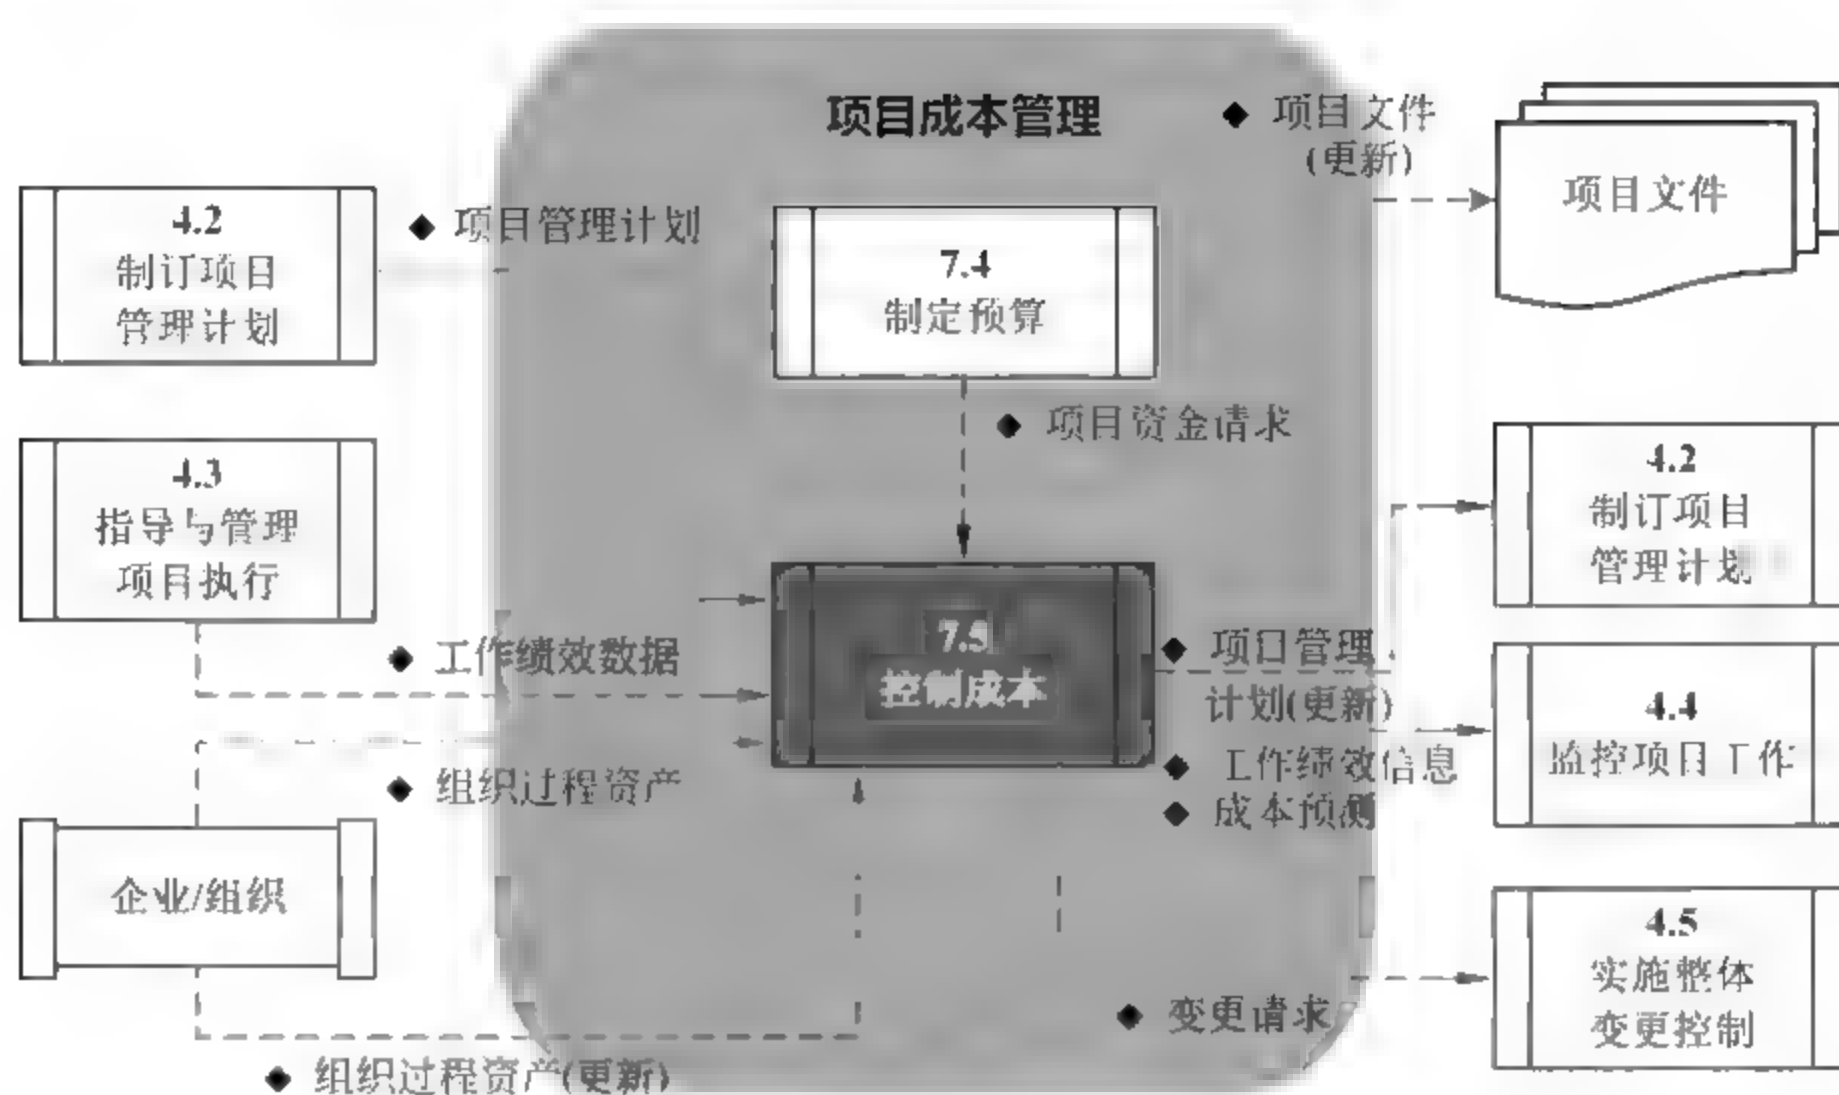 项目成本管理
◆ 项目文件
(更新)
项目文件
4.2
制订项目
管理计划
◆ 项目管理计划
7.4
制定预算
◆ 项目资金请求
4.3
指导与管理
项目执行
4.2
制订项目
管理计划
◆ 工作绩效数据
7.5
控制成本
◆ 项目管理
计划(更新)
◆ 工作绩效信息
◆ 成本预测
4.4
监控项目工作
◆ 组织过程资产
企业/组织
4.5
实施整体
变更控制
◆ 变更请求
◆ 组织过程资产(更新)